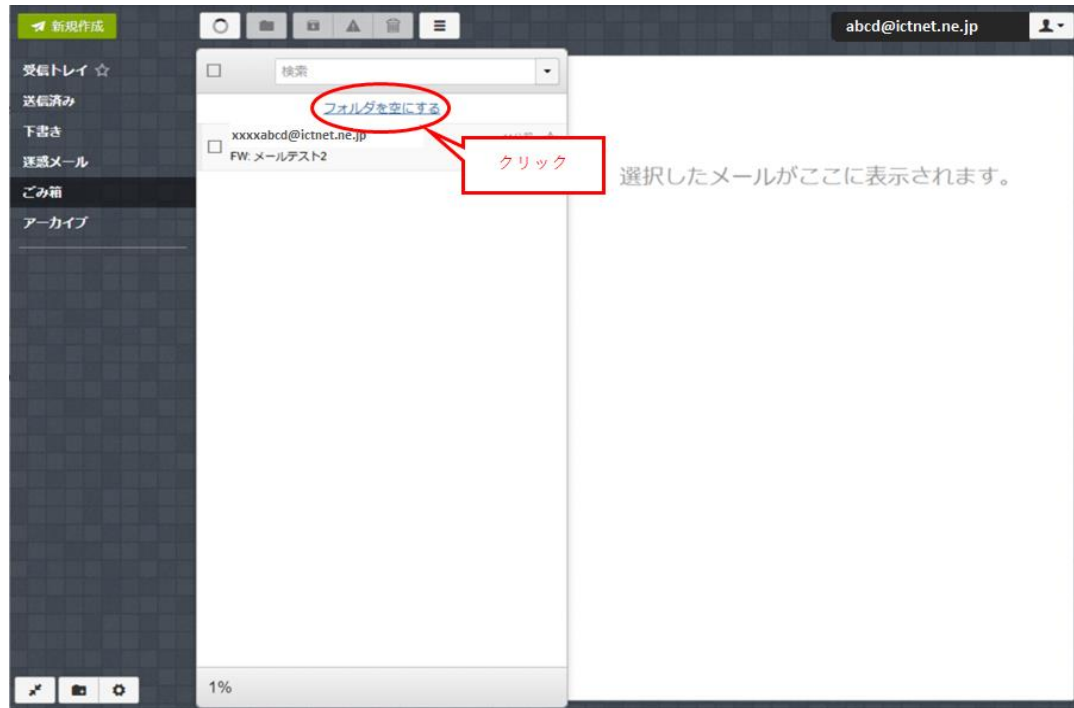 新規作成
abcd@ictnet.ne.jp
受信トレイ
送信済み
下書き
迷惑メール
ごみ箱
アーカイブ
検索
フォルダを空にする
xxxxabcd@ictnet.ne.jp
FW: メールテスト2
クリック
選択したメールがここに表示されます。
1%